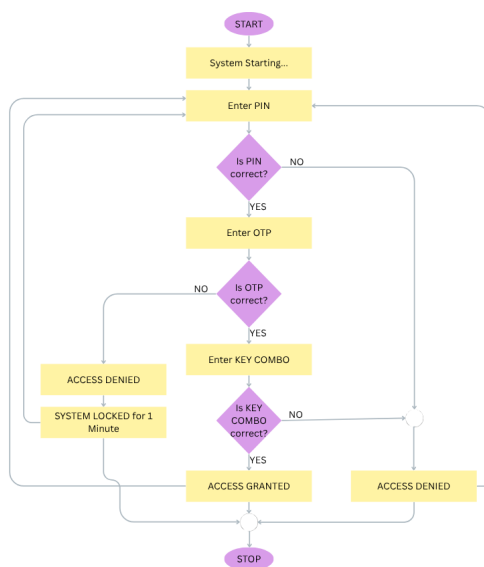 START
System Starting...
Enter PIN
Is PIN
correct?
NO
YES
Enter OTP
NO
Is OTP
correct?
YES
Enter KEY COMBO
ACCESS DENIED
SYSTEM LOCKED for 1
Minute
Is KEY
COMBO
correct?
NO
YES
ACCESS GRANTED
ACCESS DENIED
STOP